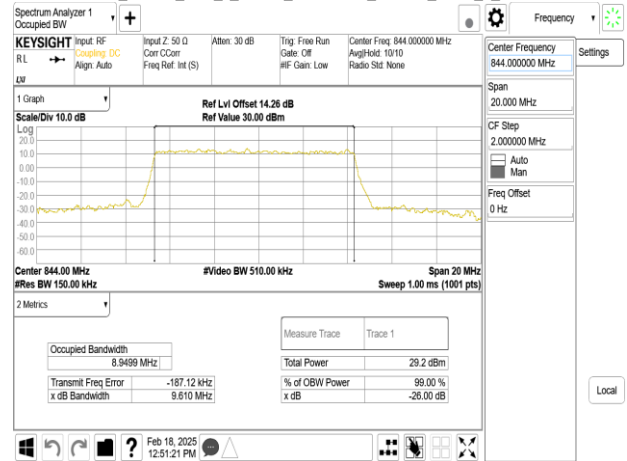 Spectrum Analyzer 1
Occupied BW
Frequency
KEYSIGHT Input: RF Input Z: 50 Ω Atten: 30 dB Trig: Free Run Center Freq: 844.000000 MHz
RL Coupling: DC Corr CCorr Gate: Off Avg|Hold: 10/10
Align: Auto Freq Ref: Int (S) #IF Gain: Low Radio Std: None
LXI
Center Frequency
844.000000 MHz
Settings
Span
20.000 MHz
CF Step
2.000000 MHz
Auto
Man
Freq Offset
0 Hz
1 Graph
Ref Lvl Offset 14.26 dB
Scale/Div 10.0 dB Ref Value 30.00 dBm
Log
20.0
10.0
0.00
-10.0
-20.0
-30.0
-40.0
-50.0
-60.0
Center 844.00 MHz #Video BW 510.00 kHz Span 20 MHz
#Res BW 150.00 kHz Sweep 1.00 ms (1001 pts)
2 Metrics
Measure Trace Trace 1
Occupied Bandwidth
8.9499 MHz Total Power 29.2 dBm
Transmit Freq Error -187.12 kHz % of OBW Power 99.00 %
x dB Bandwidth 9.610 MHz x dB -26.00 dB
Local
? Feb 18, 2025
12:51:21 PM